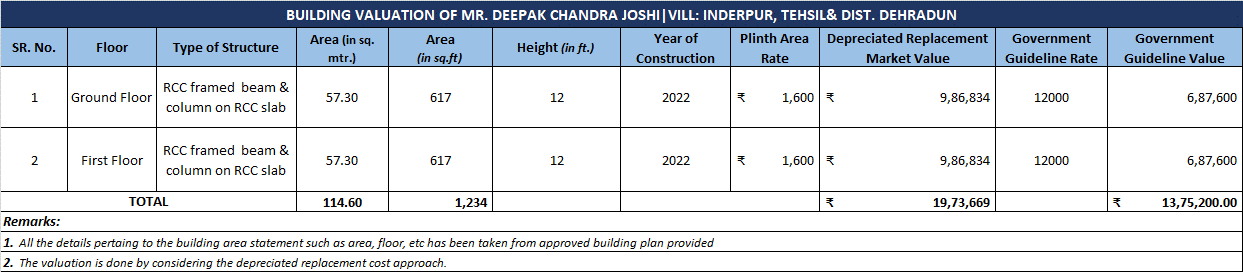 BUILDING VALUATION OF MR. DEEPAK CHANDRA JOSHI|VILL: INDERPUR, TEHSIL& DIST. DEHRADUN
SR. No. Floor Type of Structure Area (in sq. mtr.) Area (in sq.ft) Height (in ft.) Year of Construction Plinth Area Rate Depreciated Replacement Market Value Government Guideline Rate Government Guideline Value
1 Ground Floor RCC framed beam & column on RCC slab 57.30 617 12 2022 ₹ 1,600 ₹ 9,86,834 12000 6,87,600
2 First Floor RCC framed beam & column on RCC slab 57.30 617 12 2022 ₹ 1,600 ₹ 9,86,834 12000 6,87,600
TOTAL 114.60 1,234 ₹ 19,73,669 ₹ 13,75,200.00
Remarks:
1. All the details pertaing to the building area statement such as area, floor, etc has been taken from approved building plan provided
2. The valuation is done by considering the depreciated replacement cost approach.